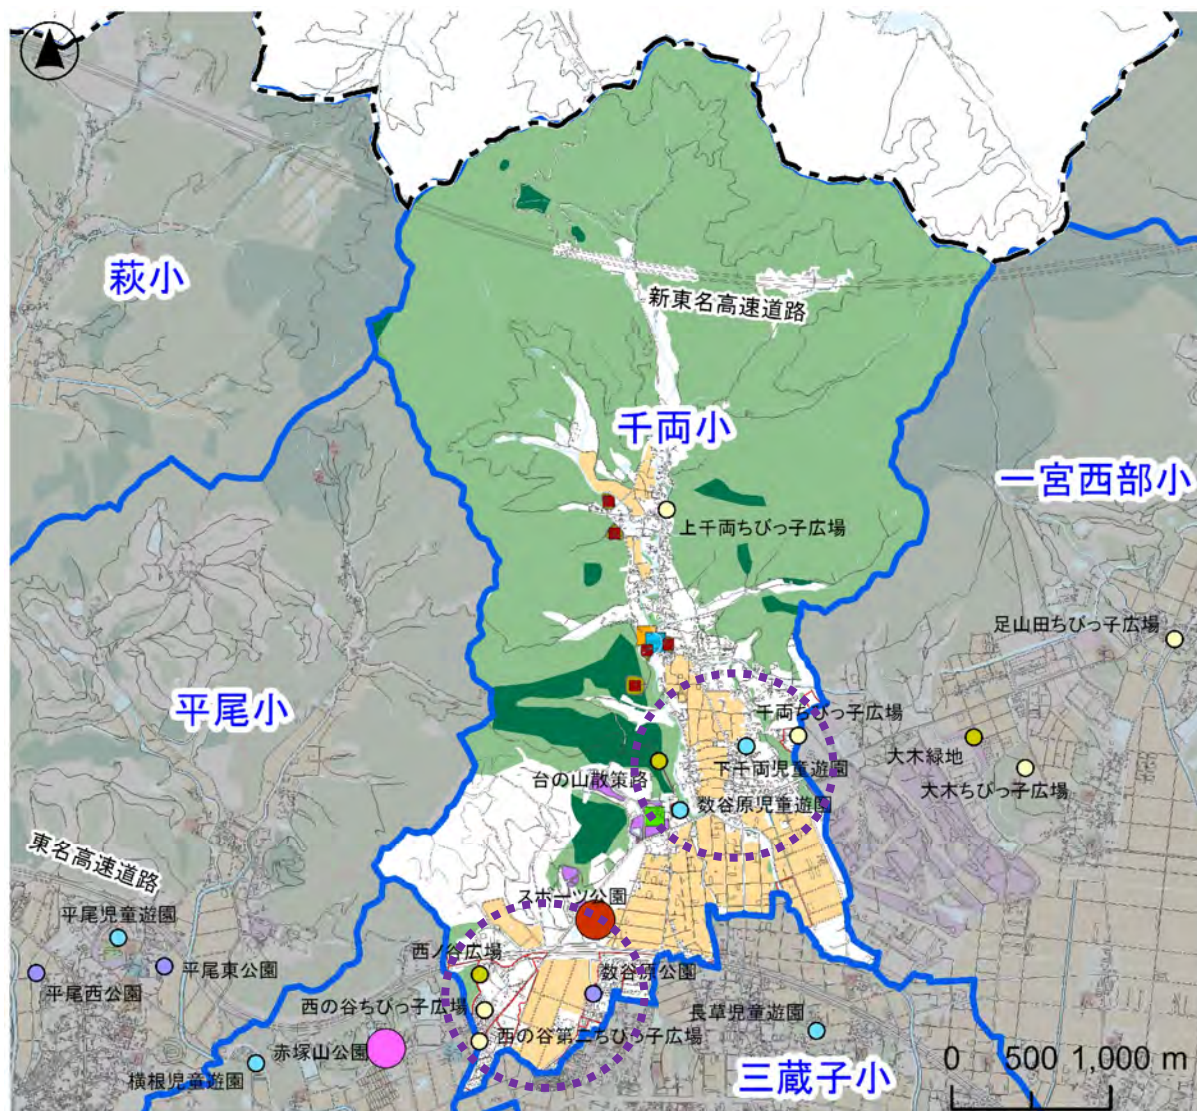 萩小
新東名高速道路
千両小
一宮西部小
上千両ちびっ子広場
足山田ちびっ子広場
平尾小
千両ちびっ子広場
大木緑地
台の山散策路
下千両児童遊園
大木ちびっ子広場
数谷原児童遊園
東名高速道路
スポーツ公園
平尾児童遊園
西ノ谷広場
平尾東公園
数谷原公園
平尾西公園
西の谷ちびっ子広場
長草児童遊園
西の谷第二ちびっ子広場
赤塚山公園
横根児童遊園
三蔵子小
0 500 1,000 m